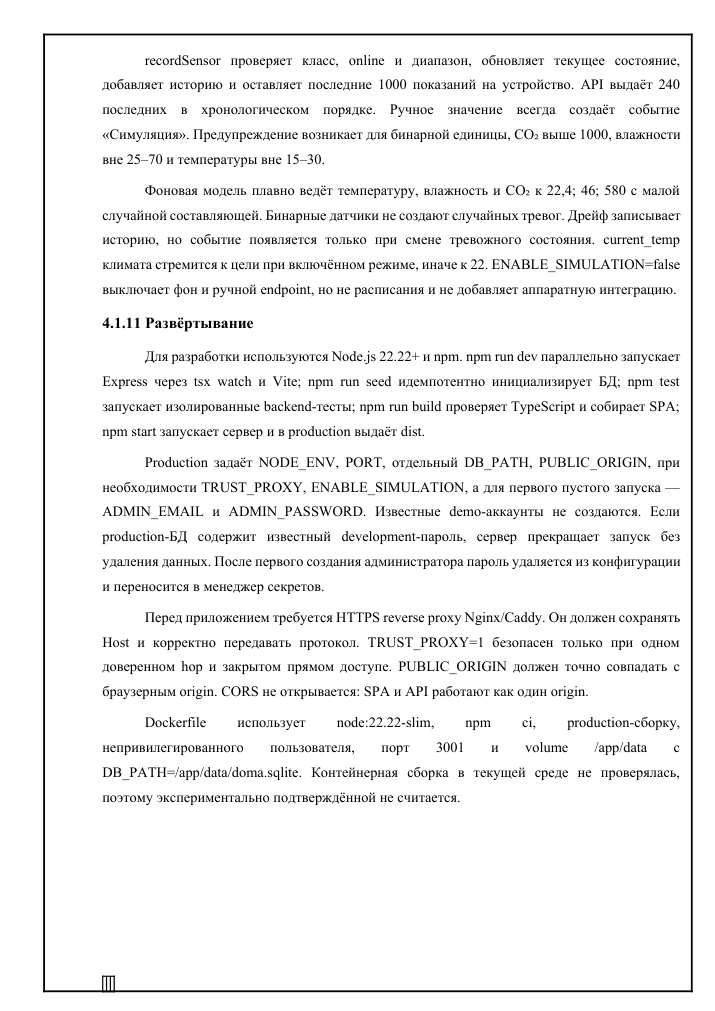 recordSensor проверяет класс, online и диапазон, обновляет текущее состояние,
добавляет историю и оставляет последние 1000 показаний на устройство. API выдаёт 240
последних в хронологическом порядке. Ручное значение всегда создаёт событие
«Симуляция». Предупреждение возникает для бинарной единицы, CO₂ выше 1000, влажности
вне 25–70 и температуры вне 15–30.
Фоновая модель плавно ведёт температуру, влажность и CO₂ к 22,4; 46; 580 с малой
случайной составляющей. Бинарные датчики не создают случайных тревог. Дрейф записывает
историю, но событие появляется только при смене тревожного состояния. current_temp
климата стремится к цели при включённом режиме, иначе к 22. ENABLE_SIMULATION=false
выключает фон и ручной endpoint, но не расписания и не добавляет аппаратную интеграцию.
4.1.11 Развёртывание
Для разработки используются Node.js 22.22+ и npm. npm run dev параллельно запускает
Express через tsx watch и Vite; npm run seed идемпотентно инициализирует БД; npm test
запускает изолированные backend-тесты; npm run build проверяет TypeScript и собирает SPA;
npm start запускает сервер и в production выдаёт dist.
Production задаёт NODE_ENV, PORT, отдельный DB_PATH, PUBLIC_ORIGIN, при
необходимости TRUST_PROXY, ENABLE_SIMULATION, а для первого пустого запуска —
ADMIN_EMAIL и ADMIN_PASSWORD. Известные demo-аккаунты не создаются. Если
production-БД содержит известный development-пароль, сервер прекращает запуск без
удаления данных. После первого создания администратора пароль удаляется из конфигурации
и переносится в менеджер секретов.
Перед приложением требуется HTTPS reverse proxy Nginx/Caddy. Он должен сохранять
Host и корректно передавать протокол. TRUST_PROXY=1 безопасен только при одном
доверенном hop и закрытом прямом доступе. PUBLIC_ORIGIN должен точно совпадать с
браузерным origin. CORS не открывается: SPA и API работают как один origin.
Dockerfile использует node:22.22-slim, npm ci, production-сборку,
непривилегированного пользователя, порт 3001 и volume /app/data с
DB_PATH=/app/data/doma.sqlite. Контейнерная сборка в текущей среде не проверялась,
поэтому экспериментально подтверждённой не считается.